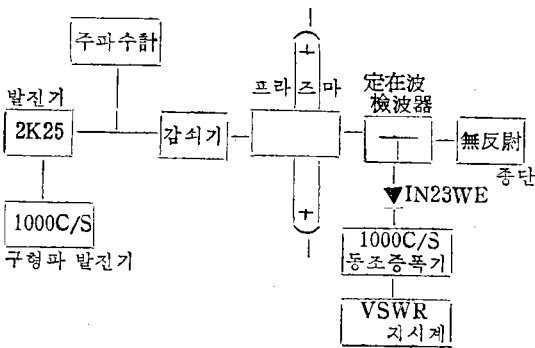 주파수計
발진기
2K25
감쇠기
프라즈마
定在波
檢波器
無反尉
종단
1000C/S
구형파 발진기
IN23WE
1000C/S
동조증폭기
VSWR
지시계